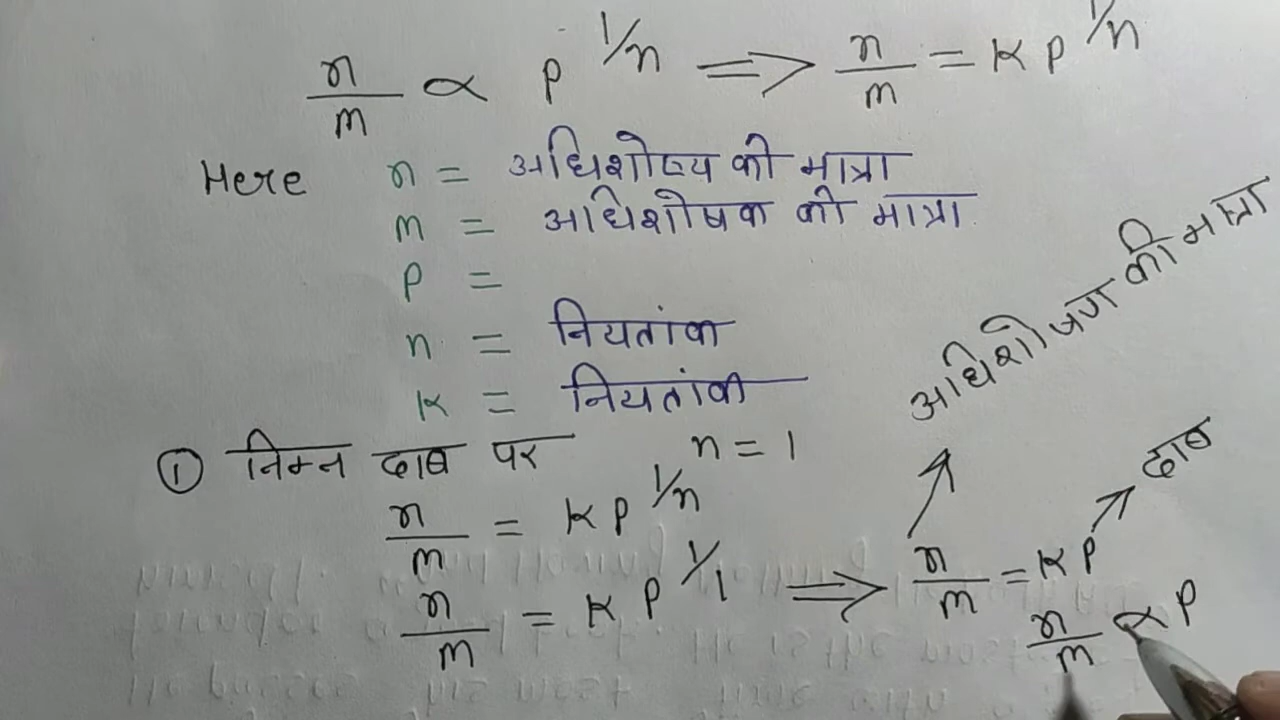 x/m ∝ p^1/n ⟹ x/m = K p^1/n
Here x = अधिशोष्य की मात्रा
m = अधिशोषक की मात्रा
p =
n = नियतांक
K = नियतांक
① निम्न दाब पर n = 1
x/m = K p^1/n
x/m = K p^1/1 ⟹ x/m = K p
x/m ∝ p
अधिशोषण की मात्रा
दाब